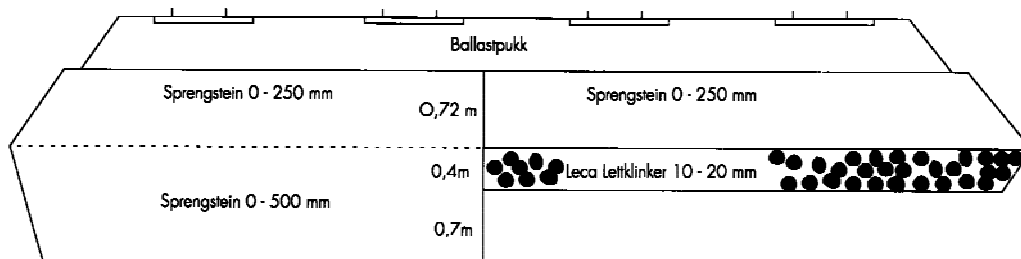 Ballastpukk
Sprengstein 0 - 250 mm
0,72 m
Sprengstein 0 - 250 mm
0,4m
Leca Lettklinker 10 - 20 mm
Sprengstein 0 - 500 mm
0,7m